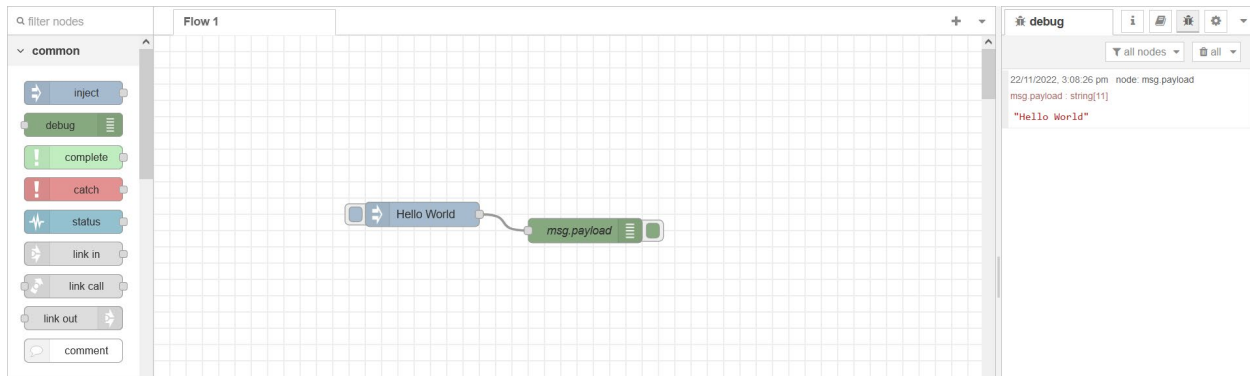 filter nodes
common
inject
debug
complete
catch
status
link in
link call
link out
comment
Flow 1
Hello World
msg.payload
debug
i
all nodes
all
22/11/2022, 3:08:26 pm node: msg.payload
msg.payload : string[11]
"Hello World"